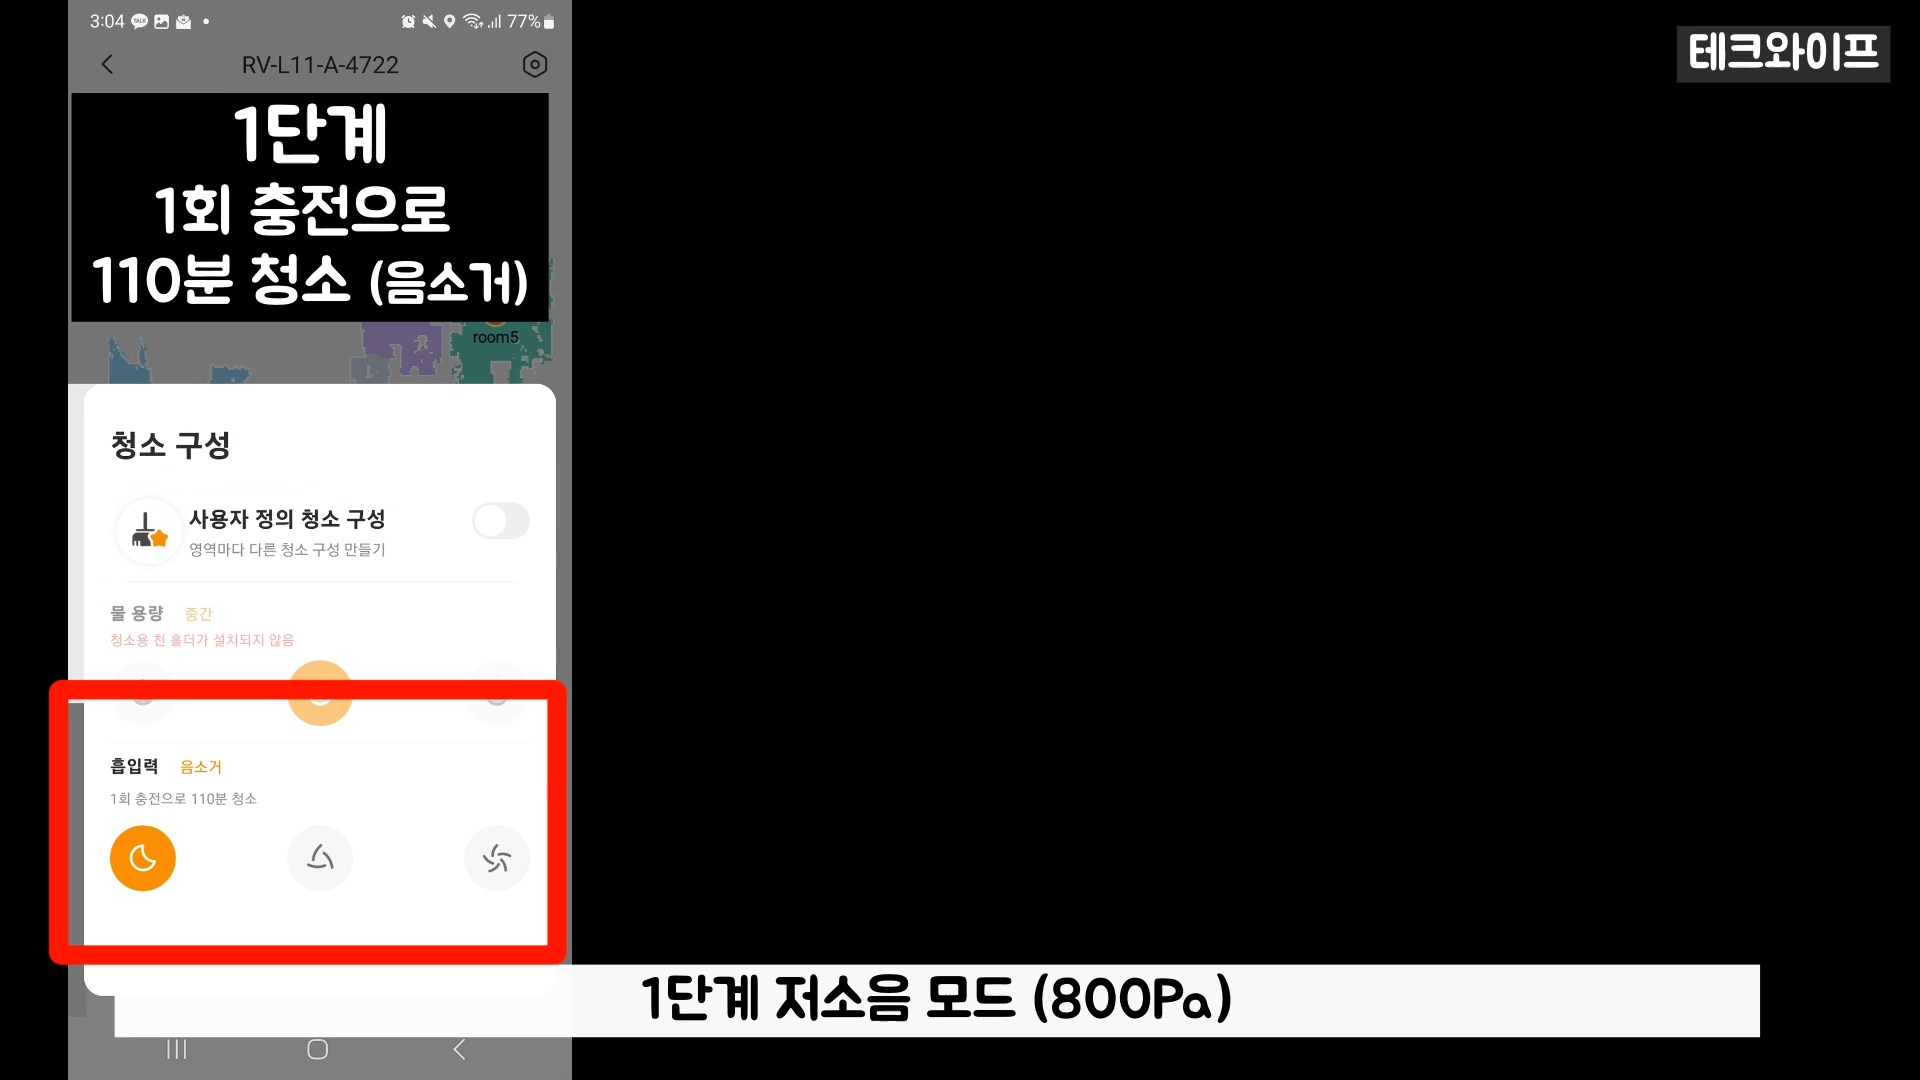 3:04
77%
테크와이프
RV-L11-A-4722
1단계
1회 충전으로
110분 청소 (음소거)
room5
청소 구성
사용자 정의 청소 구성
영역마다 다른 청소 구성 만들기
물 용량 중간
청소용 천 홀더가 설치되지 않음
흡입력 음소거
1회 충전으로 110분 청소
1단계 저소음 모드 (800Pa)